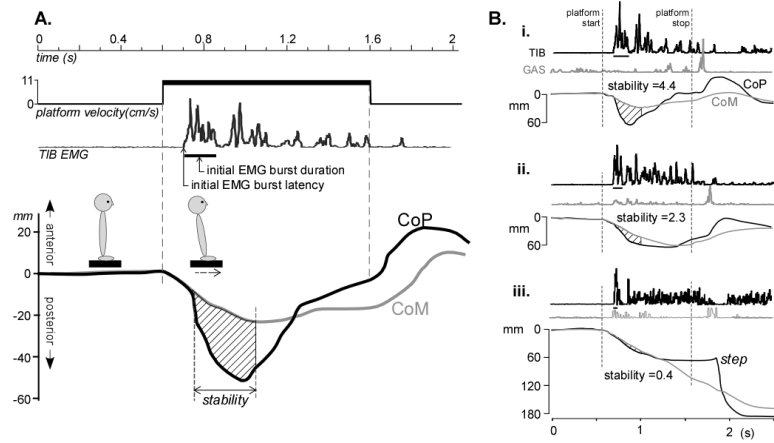 A.
0 0.4 0.8 1.2 1.6 2
time (s)
11
0
platform velocity(cm/s)
TIB EMG
initial EMG burst duration
initial EMG burst latency
mm
anterior
posterior
20
0
-20
-40
-60
CoP
CoM
stability
B.
platform
start
platform
stop
i.
TIB
GAS
stability =4.4
CoP
CoM
mm
0
60
ii.
stability =2.3
mm
0
60
iii.
mm
0
60
120
180
stability =0.4
step
0 1 2 (s)